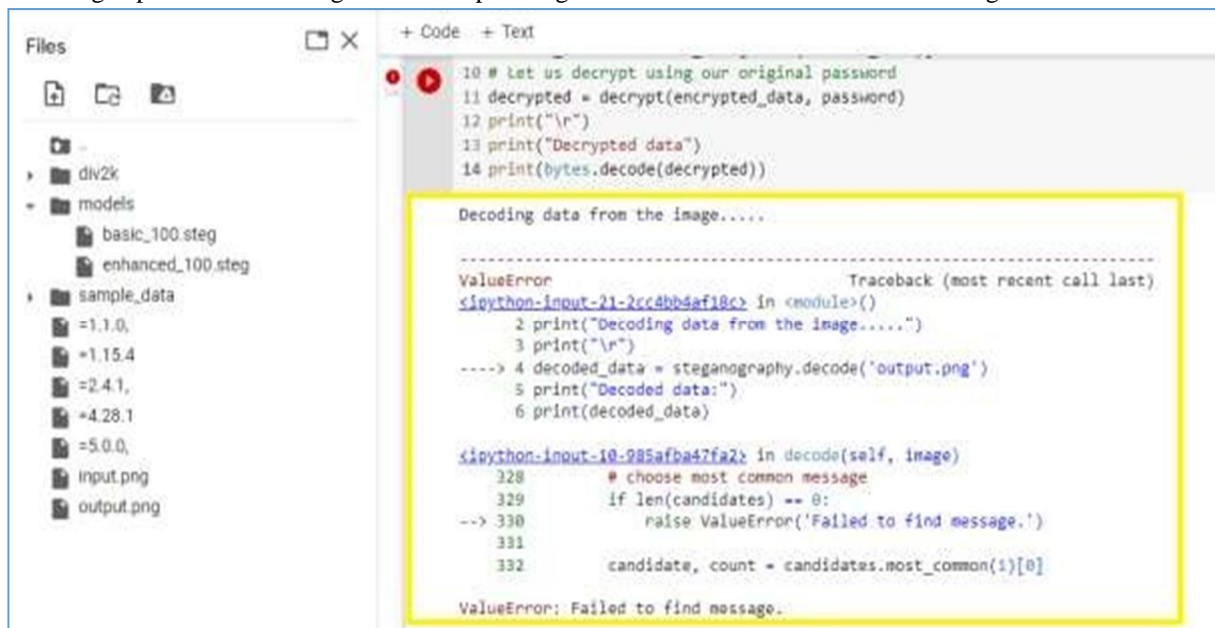 Files
+ Code + Text
..
div2k
models
basic_100.steg
enhanced_100.steg
sample_data
=1.1.0,
=1.15.4
=2.4.1,
=4.28.1
=5.0.0,
input.png
output.png
10 # Let us decrypt using our original password
11 decrypted = decrypt(encrypted_data, password)
12 print("\r")
13 print("Decrypted data")
14 print(bytes.decode(decrypted))
Decoding data from the image.....
---------------------------------------------------------------------------
ValueError Traceback (most recent call last)
<ipython-input-21-2cc4bb4af18c> in <module>()
2 print("Decoding data from the image.....")
3 print("\r")
----> 4 decoded_data = steganography.decode('output.png')
5 print("Decoded data:")
6 print(decoded_data)
<ipython-input-10-985afba47fa2> in decode(self, image)
328 # choose most common message
329 if len(candidates) == 0:
--> 330 raise ValueError('Failed to find message.')
331
332 candidate, count = candidates.most_common(1)[0]
ValueError: Failed to find message.